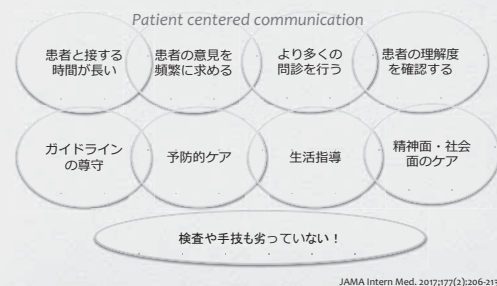 Patient centered communication
患者と接する
時間が長い
患者の意見を
頻繁に求める
より多くの
問診を行う
患者の理解度
を確認する
ガイドライン
の尊守
予防的ケア
生活指導
精神面・社会
面のケア
検査や手技も劣っていない！
JAMA Intern Med. 2017;177(2):206-213